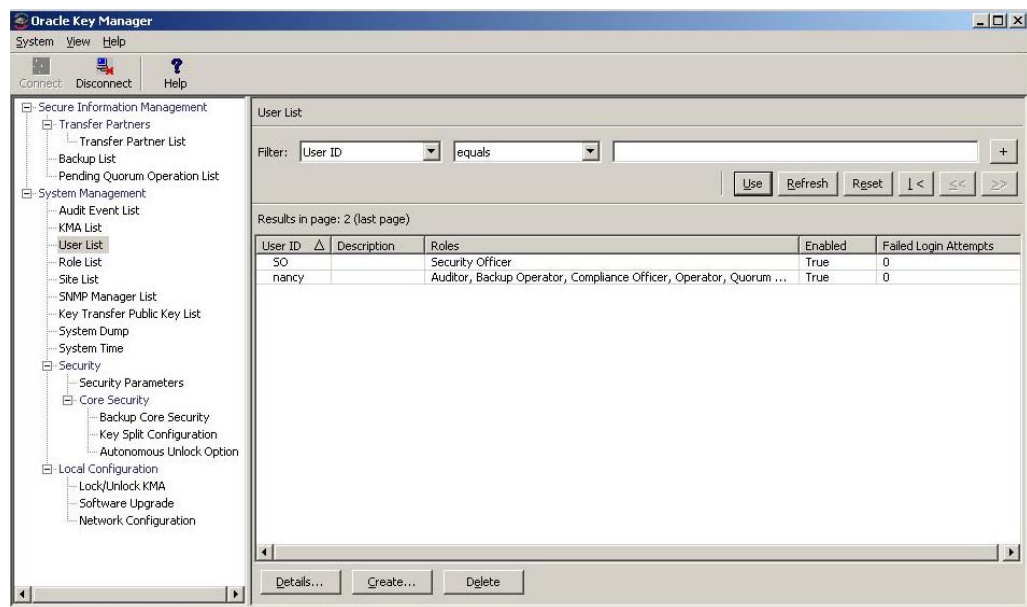 Oracle Key Manager
System View Help
Connect Disconnect Help
Secure Information Management
Transfer Partners
Transfer Partner List
Backup List
Pending Quorum Operation List
System Management
Audit Event List
KMA List
User List
Role List
Site List
SNMP Manager List
Key Transfer Public Key List
System Dump
System Time
Security
Security Parameters
Core Security
Backup Core Security
Key Split Configuration
Autonomous Unlock Option
Local Configuration
Lock/Unlock KMA
Software Upgrade
Network Configuration
User List
Filter: User ID equals +
Use Refresh Reset |< << >>
Results in page: 2 (last page)
User ID Description Roles Enabled Failed Login Attempts
SO Security Officer True 0
nancy Auditor, Backup Operator, Compliance Officer, Operator, Quorum ... True 0
Details... Create... Delete